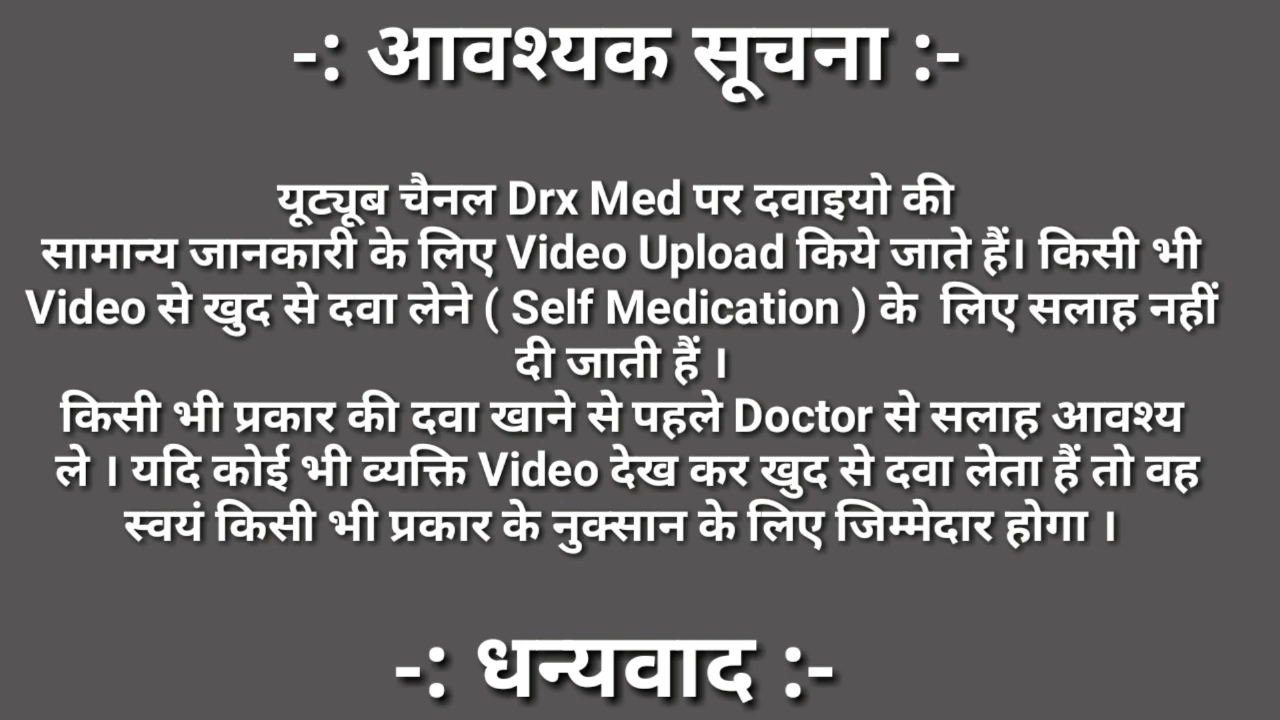 -: आवश्यक सूचना :-
यूट्यूब चैनल Drx Med पर दवाइयो की
सामान्य जानकारी के लिए Video Upload किये जाते हैं। किसी भी
Video से खुद से दवा लेने ( Self Medication ) के लिए सलाह नहीं
दी जाती हैं ।
किसी भी प्रकार की दवा खाने से पहले Doctor से सलाह आवश्य
ले । यदि कोई भी व्यक्ति Video देख कर खुद से दवा लेता हैं तो वह
स्वयं किसी भी प्रकार के नुक्सान के लिए जिम्मेदार होगा ।
-: धन्यवाद :-